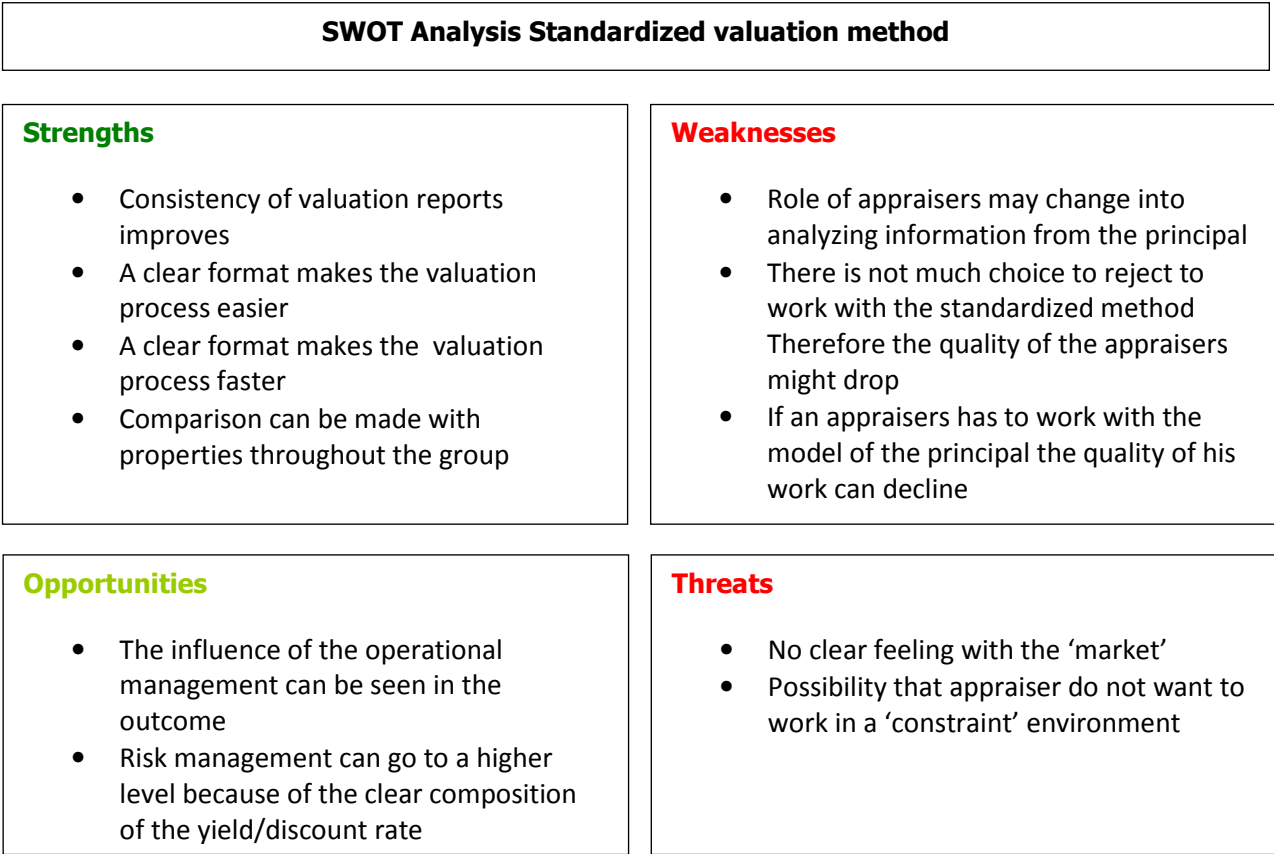 SWOT Analysis Standardized valuation method
Strengths
• Consistency of valuation reports
improves
• A clear format makes the valuation
process easier
• A clear format makes the  valuation
process faster
• Comparison can be made with
properties throughout the group
Weaknesses
• Role of appraisers may change into
analyzing information from the principal
• There is not much choice to reject to
work with the standardized method
Therefore the quality of the appraisers
might drop
• If an appraisers has to work with the
model of the principal the quality of his
work can decline
Opportunities
• The influence of the operational
management can be seen in the
outcome
• Risk management can go to a higher
level because of the clear composition
of the yield/discount rate
Threats
• No clear feeling with the ‘market’
• Possibility that appraiser do not want to
work in a ‘constraint’ environment